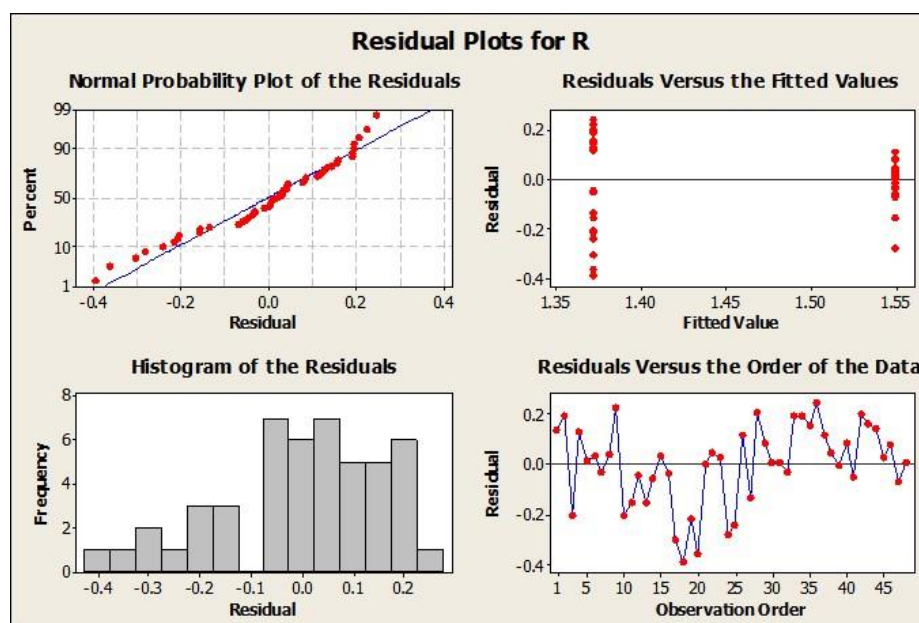 Residual Plots for R
Normal Probability Plot of the Residuals
99
90
50
10
1
Percent
-0.4 -0.2 0.0 0.2 0.4
Residual
Residuals Versus the Fitted Values
0.2
0.0
-0.2
-0.4
Residual
1.35 1.40 1.45 1.50 1.55
Fitted Value
Histogram of the Residuals
8
6
4
2
0
Frequency
-0.4 -0.3 -0.2 -0.1 0.0 0.1 0.2
Residual
Residuals Versus the Order of the Data
0.2
0.0
-0.2
-0.4
Residual
1 5 10 15 20 25 30 35 40 45
Observation Order